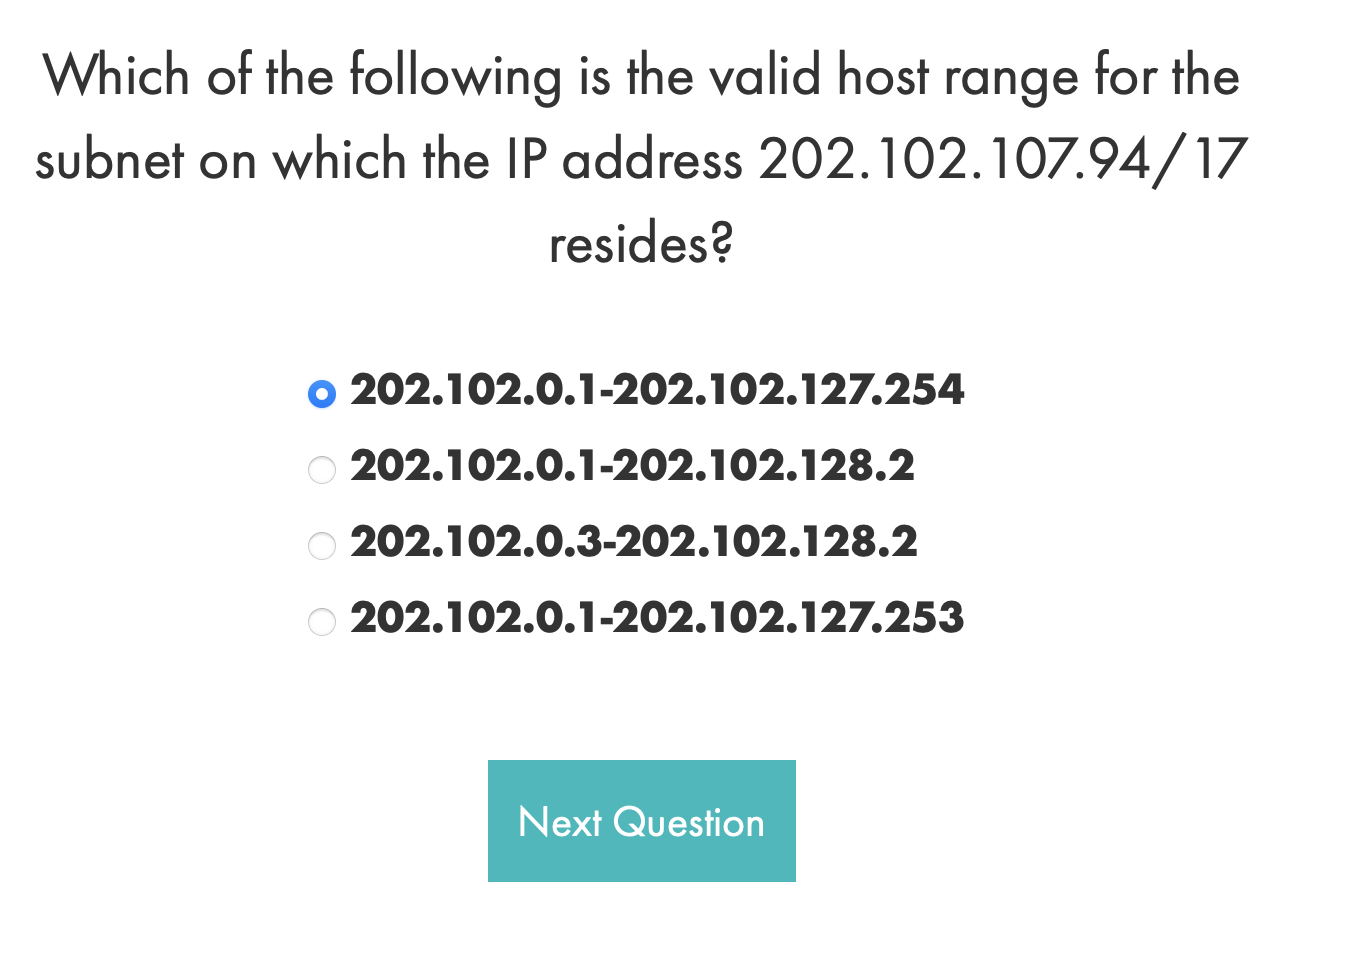 Which of the following is the valid host range for the
subnet on which the IP address 202.102.107.94/17
resides?
202.102.0.1-202.102.127.254
202.102.0.1-202.102.128.2
202.102.0.3-202.102.128.2
202.102.0.1-202.102.127.253
Next Question